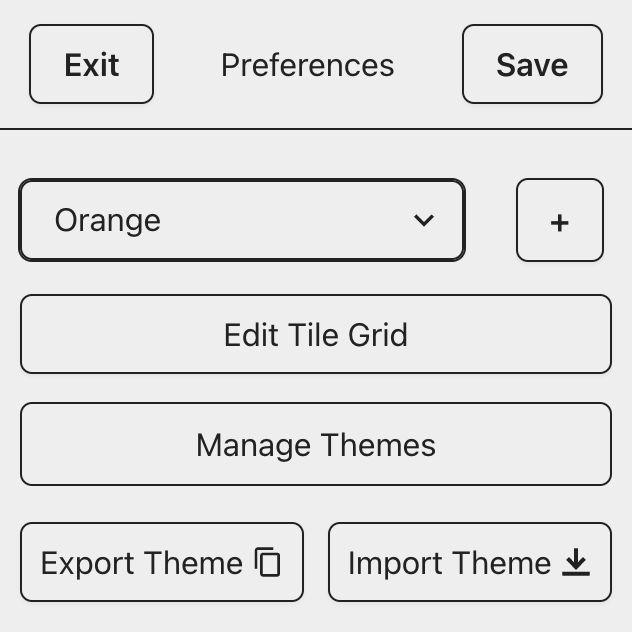 Exit Preferences Save
Orange +
Edit Tile Grid
Manage Themes
Export Theme Import Theme